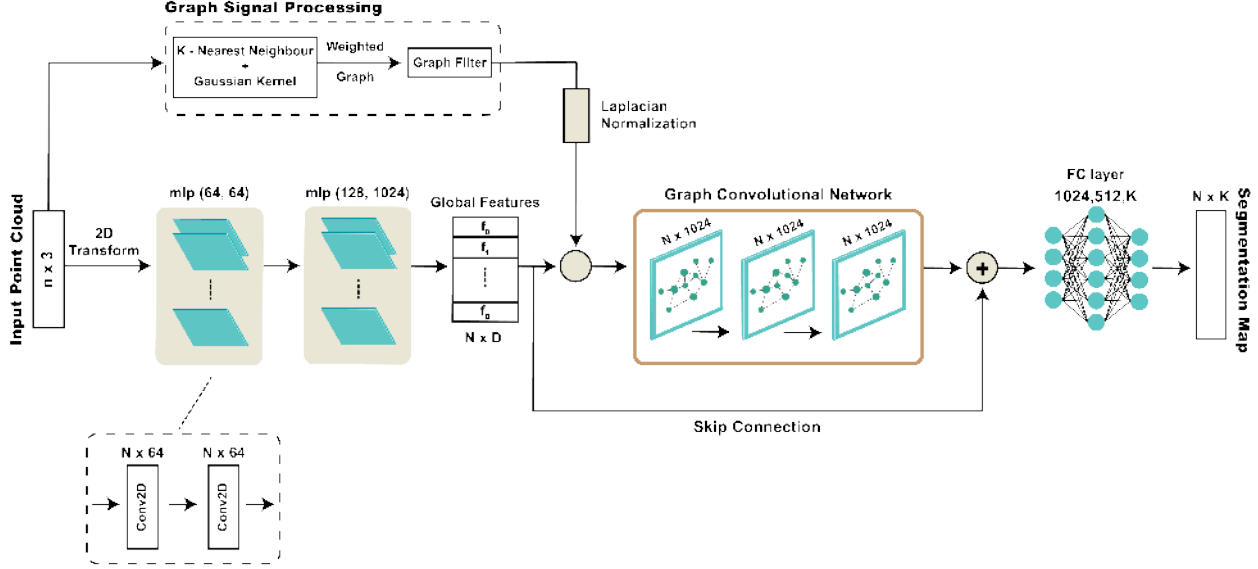 Graph Signal Processing
K - Nearest Neighbour
+
Gaussian Kernel
Weighted
Graph
Graph Filter
Laplacian
Normalization
Input Point Cloud
n x 3
2D
Transform
mlp (64, 64)
mlp (128, 1024)
Global Features
f₀
f₁
f₀
N x D
Graph Convolutional Network
N x 1024
N x 1024
N x 1024
+
FC layer
1024,512,K
N x K
Segmentation Map
Skip Connection
N x 64
N x 64
Conv2D
Conv2D